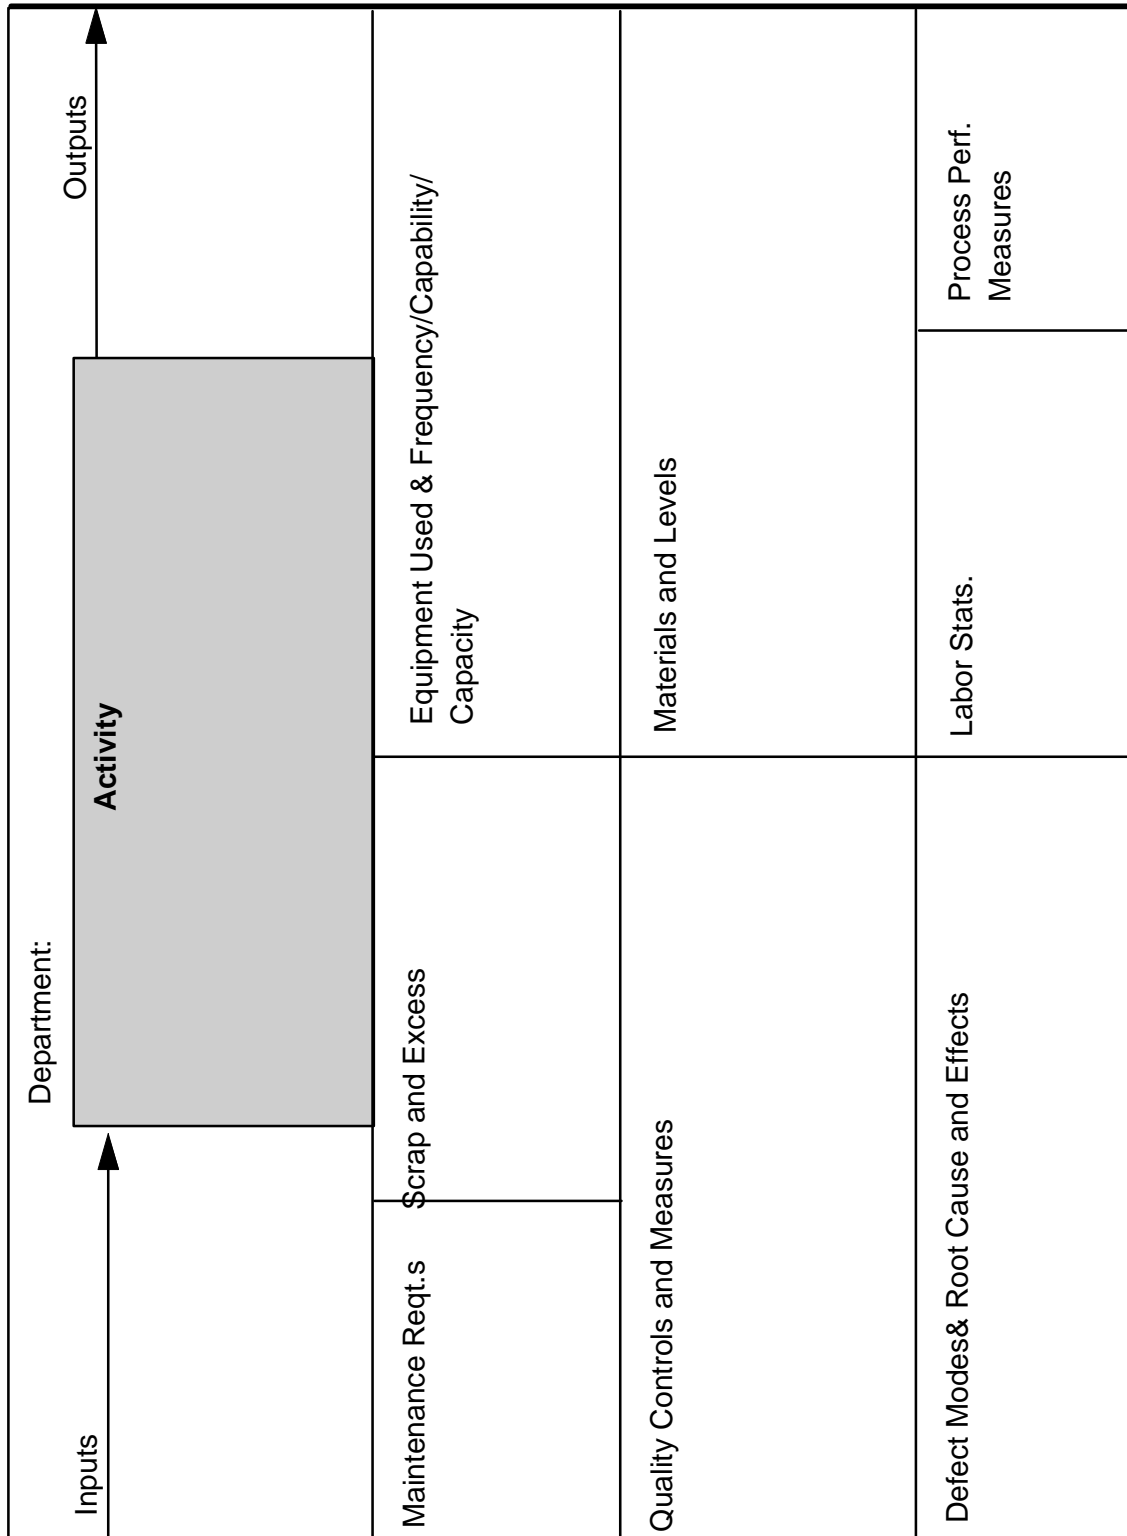 Department:
Inputs
Activity
Outputs
Maintenance Reqt.s
Scrap and Excess
Equipment Used & Frequency/Capability/
Capacity
Quality Controls and Measures
Materials and Levels
Defect Modes& Root Cause and Effects
Labor Stats.
Process Perf.
Measures